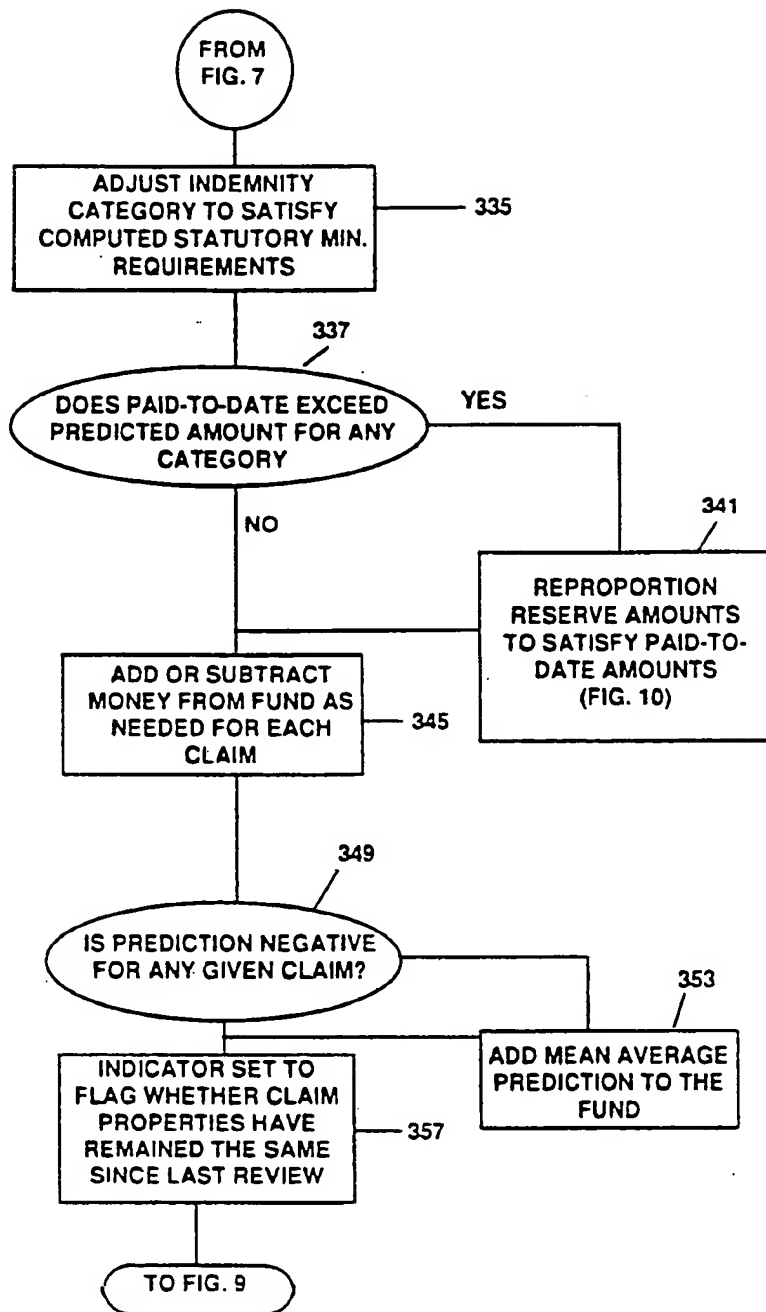 FROM
FIG. 7
ADJUST INDEMNITY
CATEGORY TO SATISFY
COMPUTED STATUTORY MIN.
REQUIREMENTS
335
337
DOES PAID-TO-DATE EXCEED
PREDICTED AMOUNT FOR ANY
CATEGORY
YES
NO
341
REPROPORTION
RESERVE AMOUNTS
TO SATISFY PAID-TO-
DATE AMOUNTS
(FIG. 10)
ADD OR SUBTRACT
MONEY FROM FUND AS
NEEDED FOR EACH
CLAIM
345
349
IS PREDICTION NEGATIVE
FOR ANY GIVEN CLAIM?
353
ADD MEAN AVERAGE
PREDICTION TO THE
FUND
INDICATOR SET TO
FLAG WHETHER CLAIM
PROPERTIES HAVE
REMAINED THE SAME
SINCE LAST REVIEW
357
TO FIG. 9